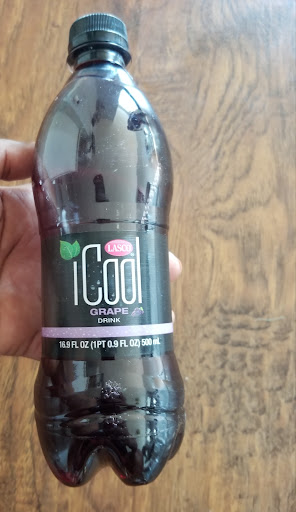 LASCO
iCool
GRAPE
DRINK
16.9 FL OZ (1PT 0.9 FL OZ) 500 mL